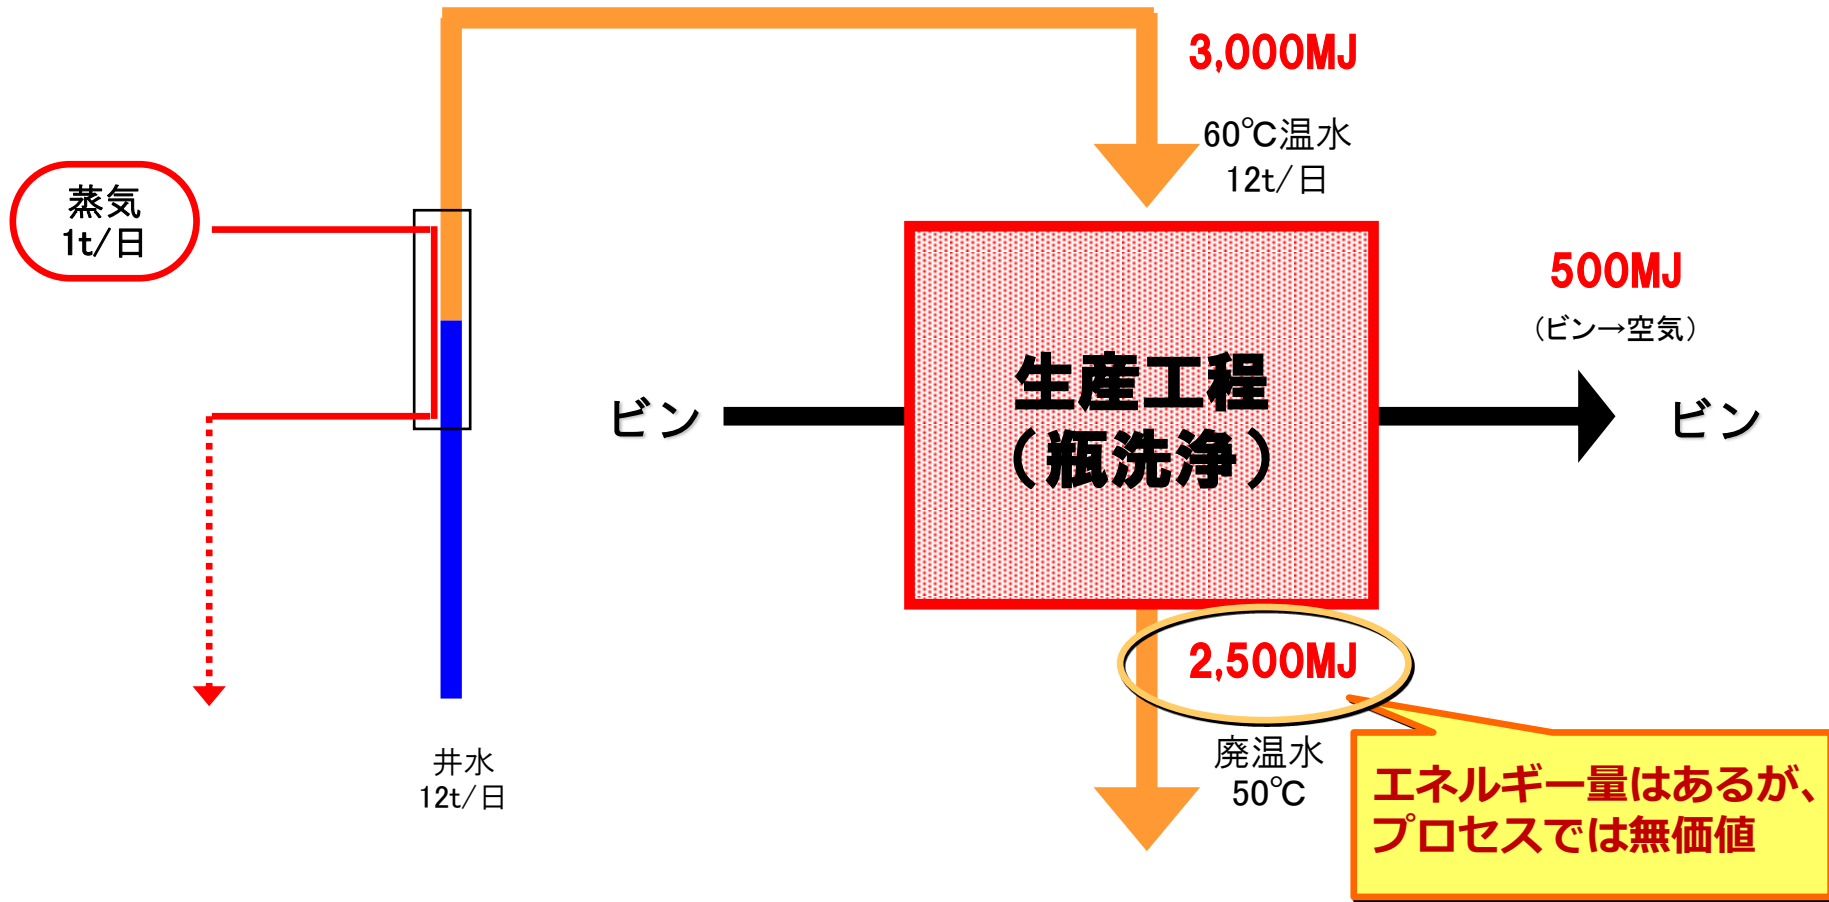 3,000MJ
60℃温水
12t/日
蒸気
1t/日
500MJ
(ビン→空気)
生産工程
(瓶洗浄)
ビン
ビン
2,500MJ
廃温水
50℃
井水
12t/日
エネルギー量はあるが、
プロセスでは無価値